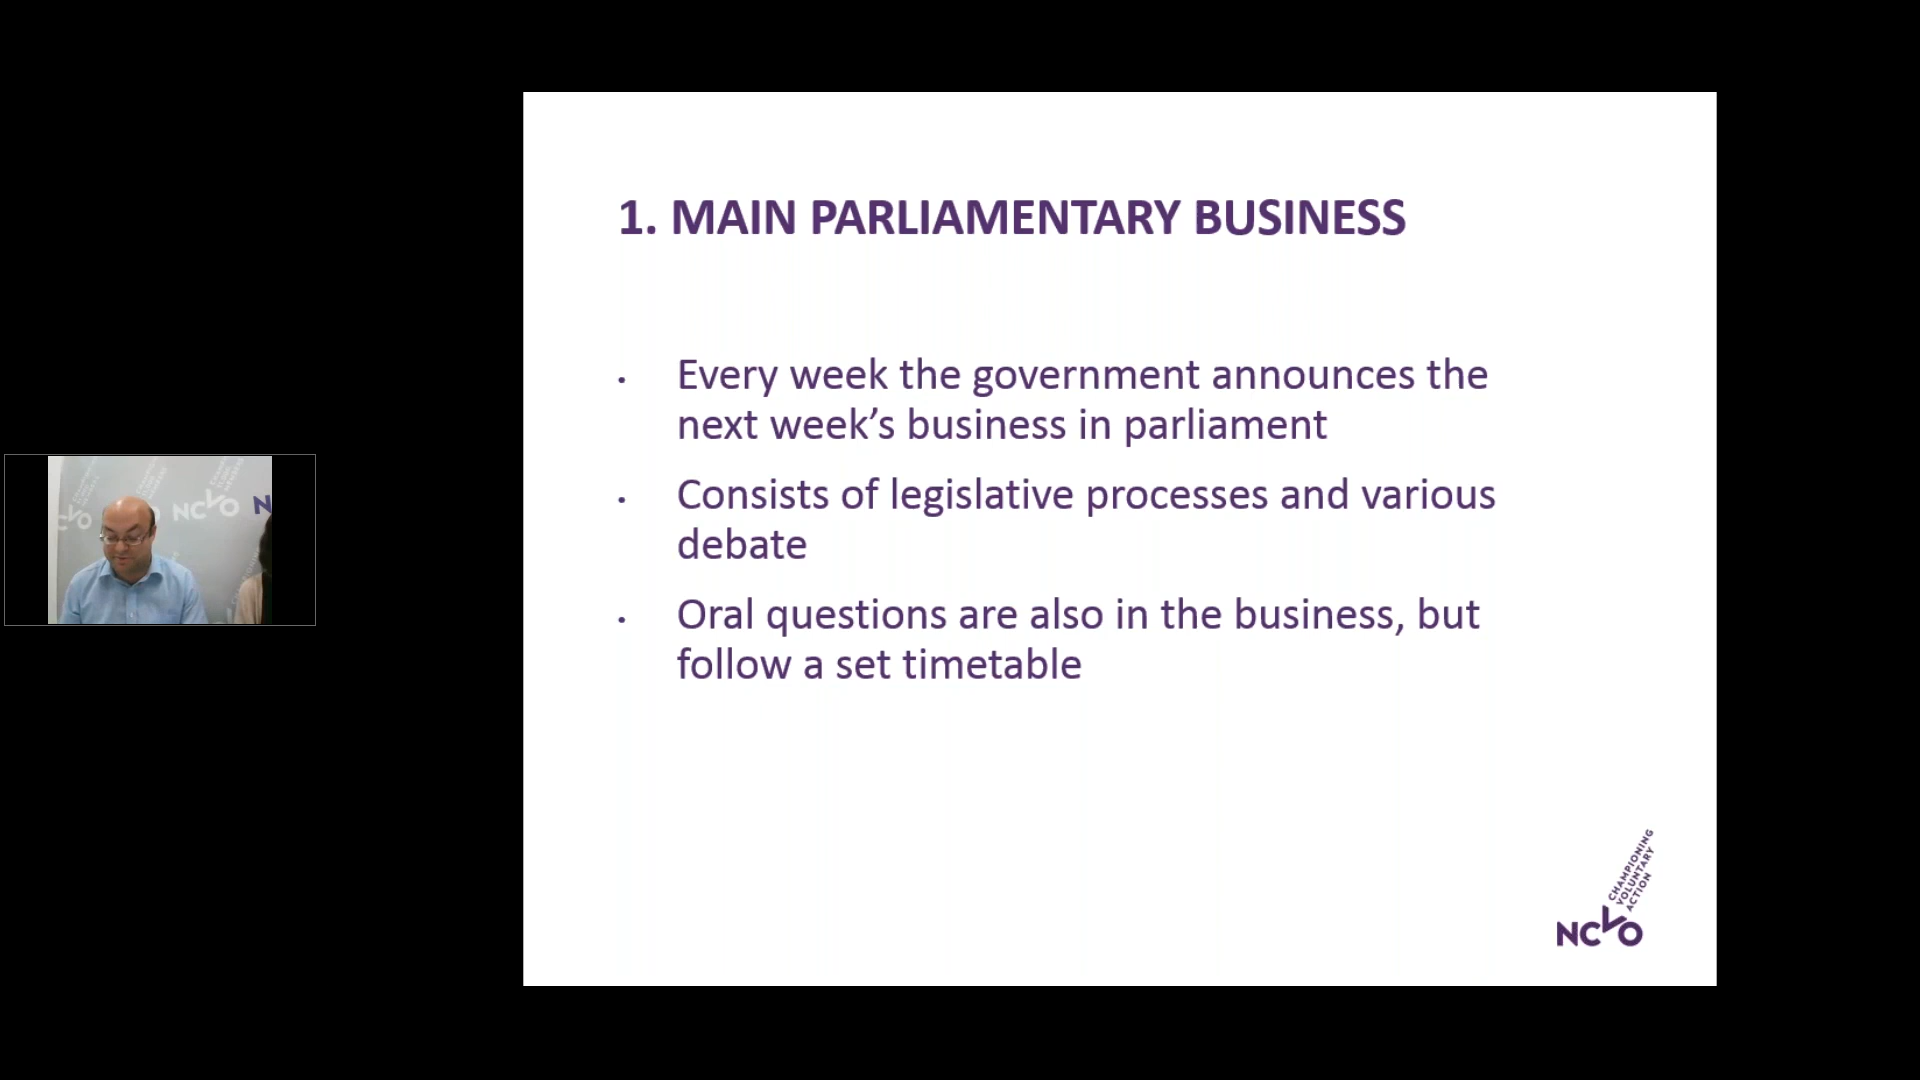 1. MAIN PARLIAMENTARY BUSINESS
• Every week the government announces the
next week’s business in parliament
• Consists of legislative processes and various
debate
• Oral questions are also in the business, but
follow a set timetable
CHAMPIONING
VOLUNTARY
ACTION
NCVO
NCVO
N